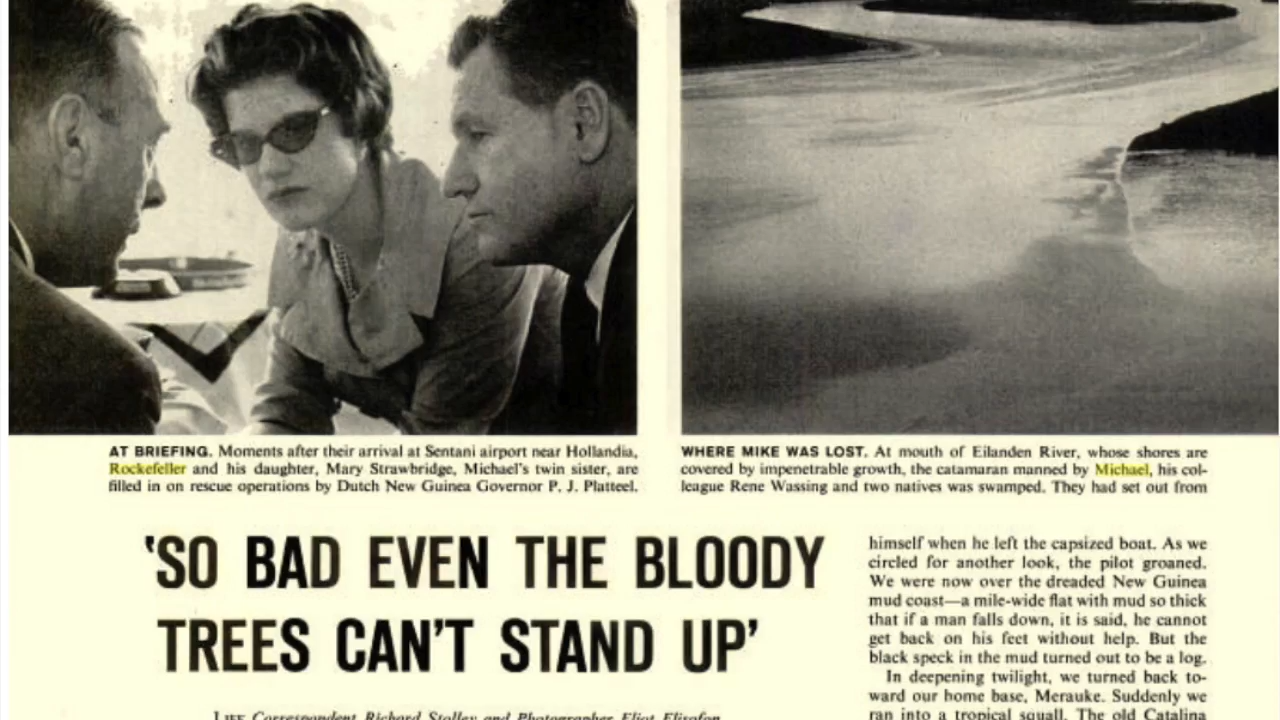 AT BRIEFING. Moments after their arrival at Sentani airport near Hollandia,
Rockefeller and his daughter, Mary Strawbridge, Michael's twin sister, are
filled in on rescue operations by Dutch New Guinea Governor P. J. Platteel.
WHERE MIKE WAS LOST. At mouth of Eilanden River, whose shores are
covered by impenetrable growth, the catamaran manned by Michael, his col-
league Rene Wassing and two natives was swamped. They had set out from
'SO BAD EVEN THE BLOODY
TREES CAN'T STAND UP'
LIFE Correspondent Richard Stolley and Photographer Eliot Elisofon
himself when he left the capsized boat. As we
circled for another look, the pilot groaned.
We were now over the dreaded New Guinea
mud coast—a mile-wide flat with mud so thick
that if a man falls down, it is said, he cannot
get back on his feet without help. But the
black speck in the mud turned out to be a log.
In deepening twilight, we turned back to-
ward our home base, Merauke. Suddenly we
ran into a tropical squall. The old Catalina